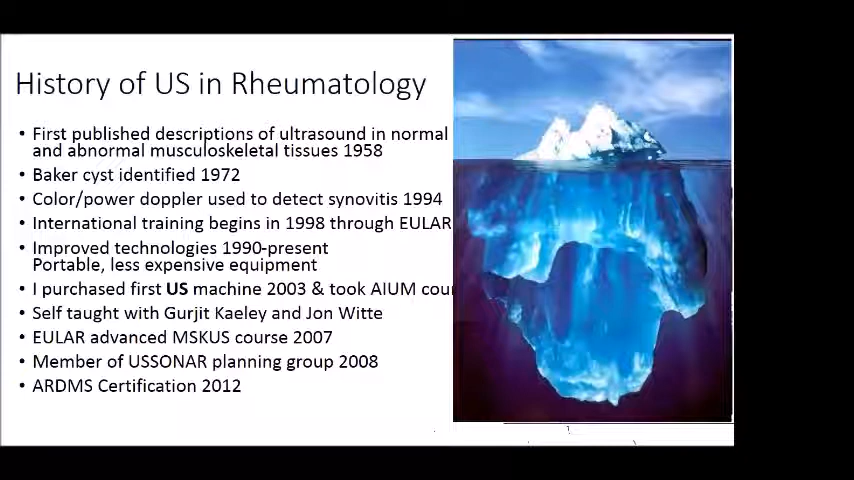 History of US in Rheumatology
• First published descriptions of ultrasound in normal
and abnormal musculoskeletal tissues 1958
• Baker cyst identified 1972
• Color/power doppler used to detect synovitis 1994
• International training begins in 1998 through EULAR
• Improved technologies 1990-present
Portable, less expensive equipment
• I purchased first US machine 2003 & took AIUM
• Self taught with Gurjit Kaeley and Jon Witte
• EULAR advanced MSKUS course 2007
• Member of USSONAR planning group 2008
• ARDMS Certification 2012